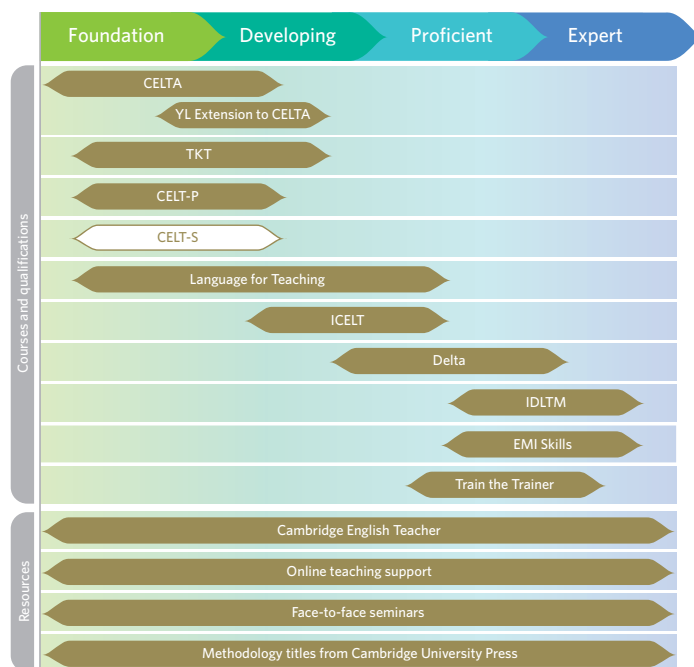 Foundation Developing Proficient Expert
Courses and qualifications
CELTA
YL Extension to CELTA
TKT
CELT-P
CELT-S
Language for Teaching
ICELT
Delta
IDLTM
EMI Skills
Train the Trainer
Resources
Cambridge English Teacher
Online teaching support
Face-to-face seminars
Methodology titles from Cambridge University Press